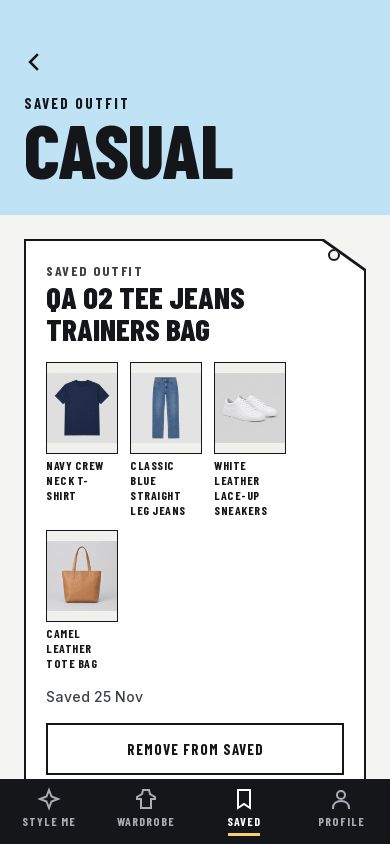 SAVED OUTFIT
CASUAL
SAVED OUTFIT
QA 02 TEE JEANS
TRAINERS BAG
NAVY CREW
NECK T-
SHIRT
CLASSIC
BLUE
STRAIGHT
LEG JEANS
WHITE
LEATHER
LACE-UP
SNEAKERS
CAMEL
LEATHER
TOTE BAG
Saved 25 Nov
REMOVE FROM SAVED
STYLE ME
WARDROBE
SAVED
PROFILE